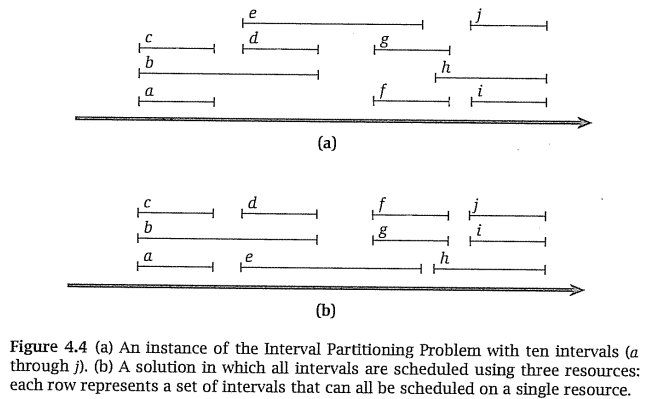 e j
c d g
b h
a f i
(a)
c d f j
b g i
a e h
(b)
Figure 4.4 (a) An instance of the Interval Partitioning Problem with ten intervals (a
through j). (b) A solution in which all intervals are scheduled using three resources:
each row represents a set of intervals that can all be scheduled on a single resource.